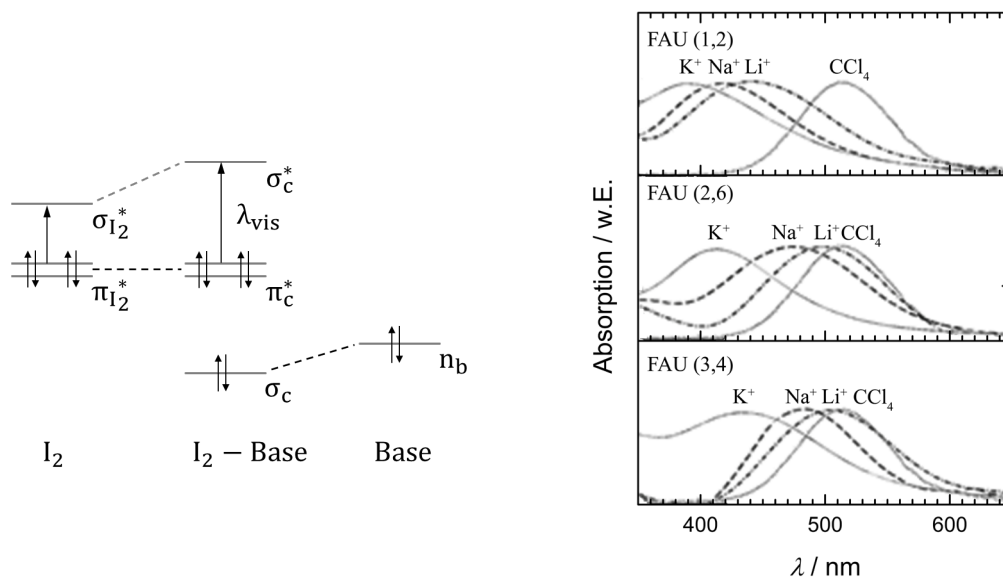 σ*I₂
π*I₂
I₂
σ*c
λvis
π*c
σc
I₂ − Base
nb
Base
Absorption / w.E.
FAU (1,2)
K⁺ Na⁺ Li⁺ CCl₄
FAU (2,6)
K⁺ Na⁺ Li⁺ CCl₄
FAU (3,4)
K⁺ Na⁺ Li⁺ CCl₄
400 500 600
λ / nm